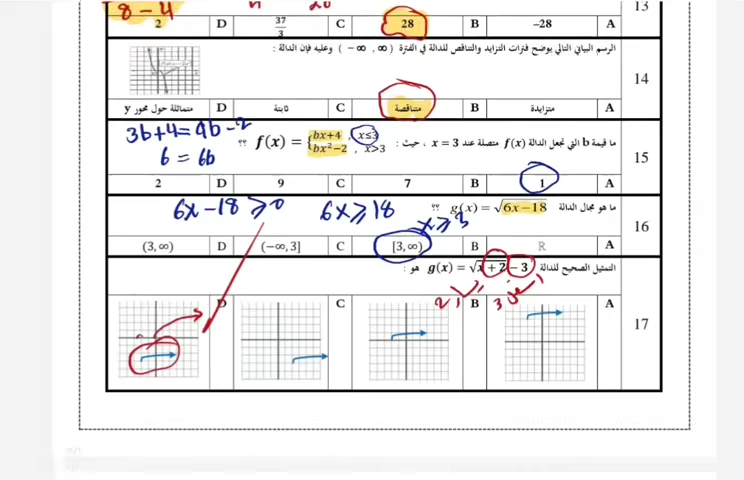 8 - 4
13
A
-28
B
28
C
37/3
D
2
14
الرسم البياني التالي يوضح فترات التزايد والتناقص للدالة في الفترة (−∞ , ∞) وعليه فإن الدالة :
A
متزايدة
B
متناقصة
C
ثابتة
D
متماثلة حول محور y
15
ما قيمة b التي تجعل الدالة f(x) متصلة عند x = 3 ، حيث : f(x) = {bx+4 , x≤3
bx²−2 , x>3 ؟؟
3b+4 = 9b-2
6 = 6b
A
1
B
7
C
9
D
2
16
ما هو مجال الدالة g(x) = √6x−18 ؟؟
6x - 18 ≥ 0
6x ≥ 18
x ≥ 3
A
R
B
[3,∞)
C
(−∞,3]
D
(3,∞)
17
التمثيل الصحيح للدالة g(x) = √x+2 − 3 هو :
2
3
A
B
C
D